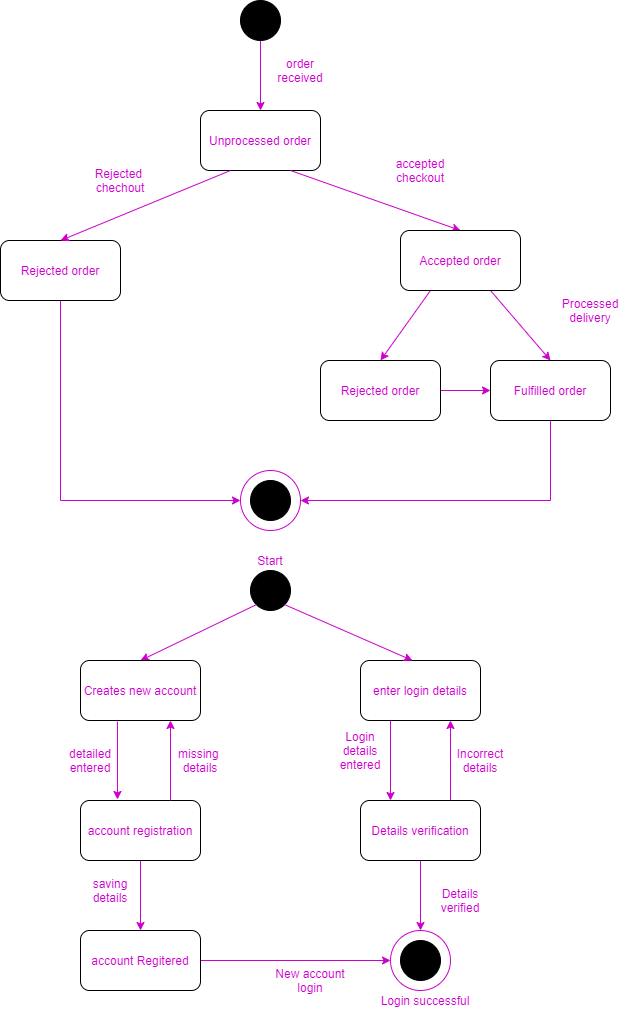 order
received
Unprocessed order
Rejected
chechout
accepted
checkout
Rejected order
Accepted order
Processed
delivery
Rejected order
Fulfilled order
Start
Creates new account
enter login details
detailed
entered
missing
details
Login
details
entered
Incorrect
details
account registration
Details verification
saving
details
Details
verified
account Regitered
New account
login
Login successful